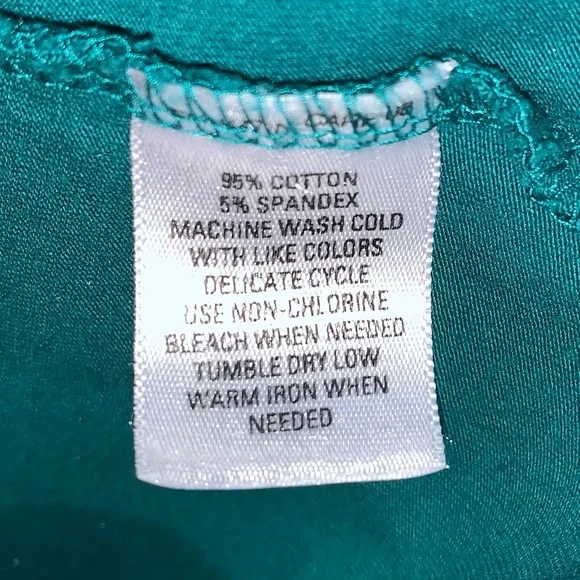 95% COTTON
5% SPANDEX
MACHINE WASH COLD
WITH LIKE COLORS
DELICATE CYCLE
USE NON-CHLORINE
BLEACH WHEN NEEDED
TUMBLE DRY LOW
WARM IRON WHEN
NEEDED